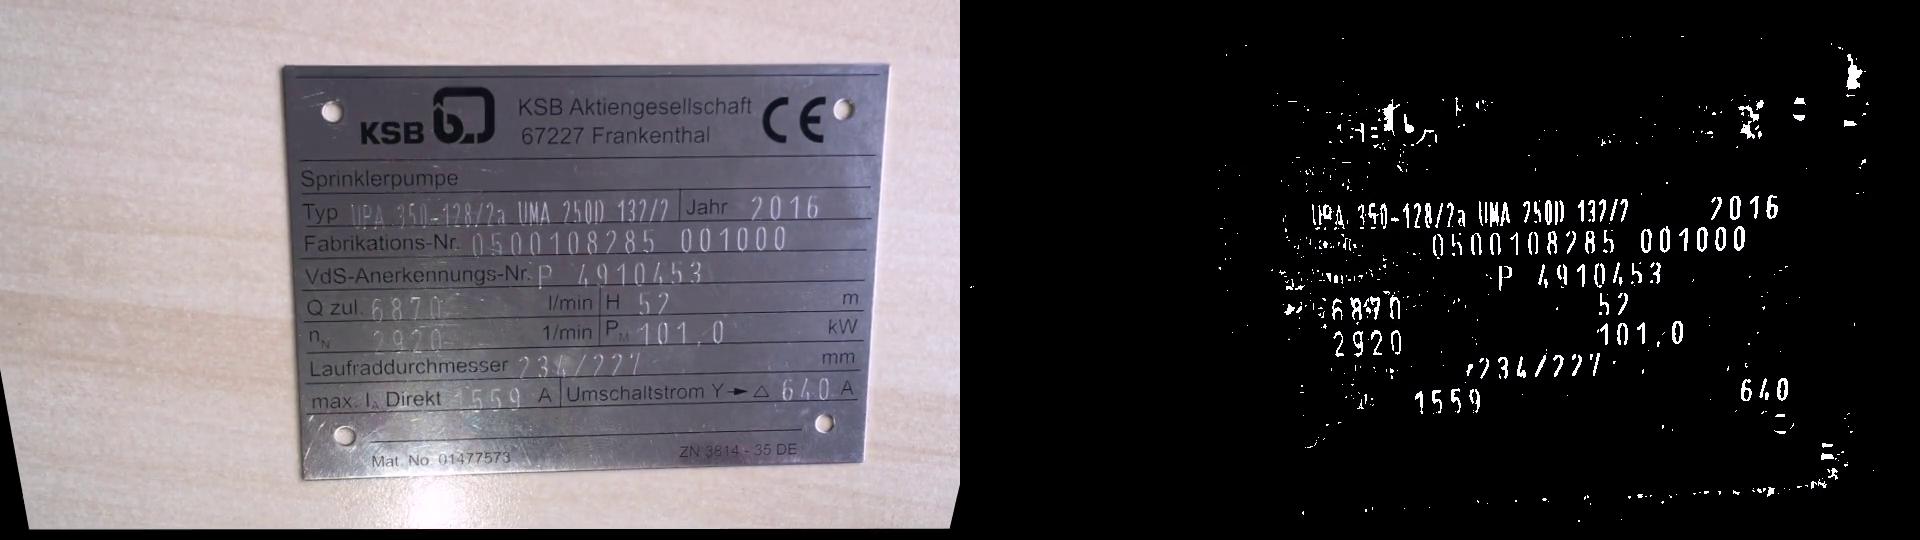 KSB b KSB Aktiengesellschaft CE
67227 Frankenthal
Sprinklerpumpe
Typ UPA 350-128/2a UMA 250D 132/2 Jahr 2016
Fabrikations-Nr. 0500108285 001000
VdS-Anerkennungs-Nr. P 4910453
Q zul. 6870 l/min H 52 m
nN 2920 1/min PM 101,0 kW
Laufraddurchmesser 234/227 mm
max. IA Direkt 1559 A Umschaltstrom Y→△ 640 A
Mat. No. 01477573 ZN 3814 - 35 DE
UPA 350-128/2a UMA 250D 132/2 2016
0500108285 001000
P 4910453
6870 52
2920 101,0
234/227
1559 640